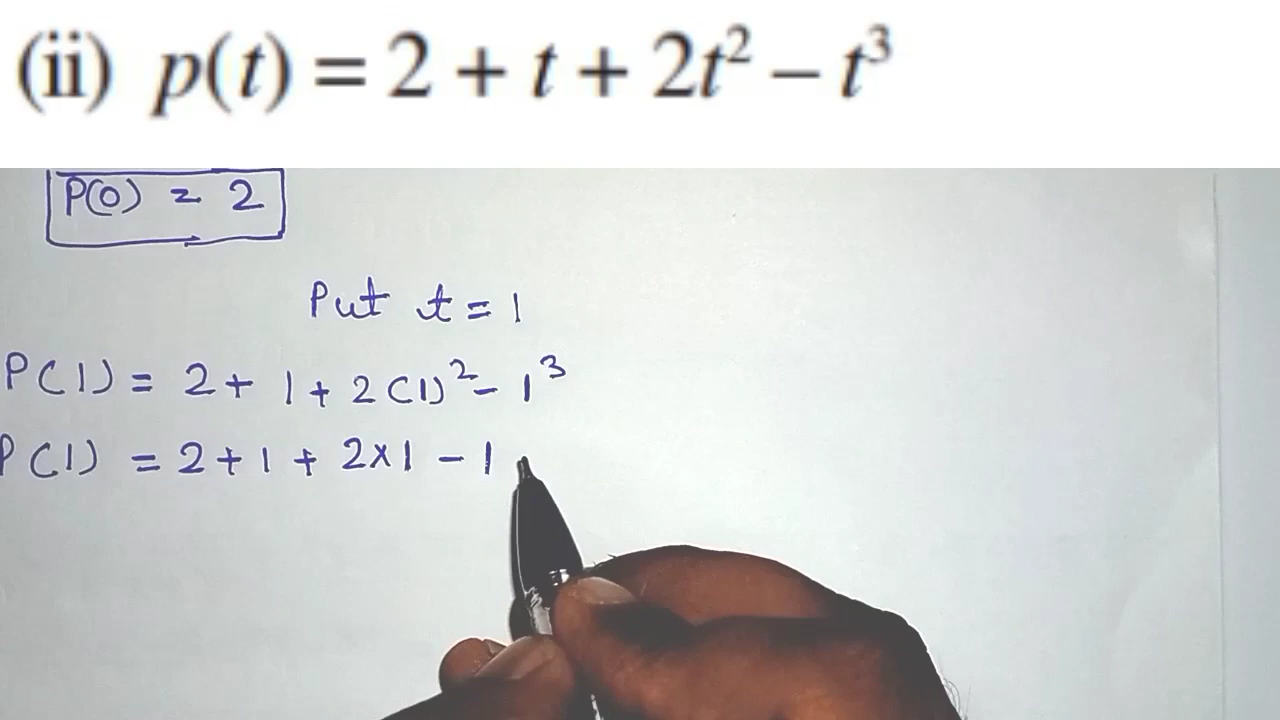 (ii) p(t) = 2 + t + 2t² – t³
P(0) = 2
Put t = 1
P(1) = 2 + 1 + 2(1)² - 1³
P(1) = 2 + 1 + 2×1 - 1